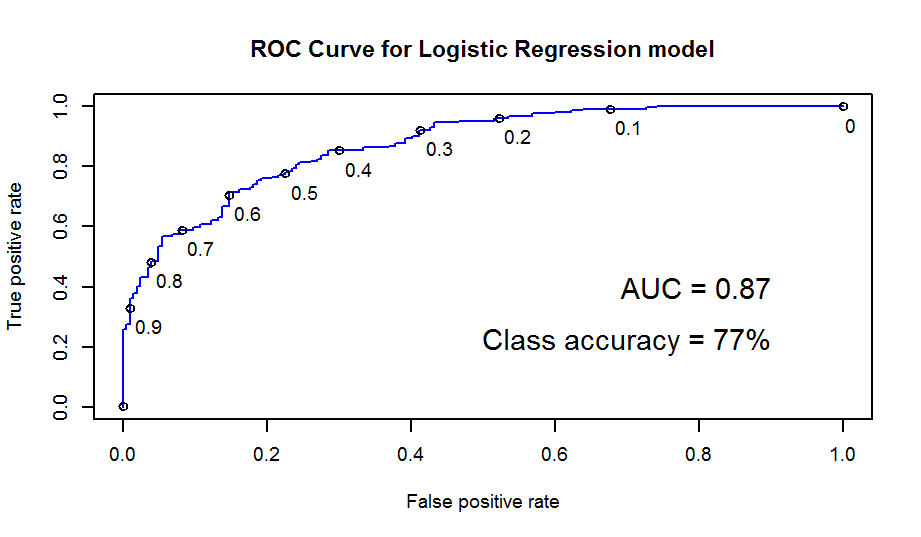 ROC Curve for Logistic Regression model
True positive rate
1.0
0.8
0.6
0.4
0.2
0.0
0
0.1
0.2
0.3
0.4
0.5
0.6
0.7
0.8
0.9
AUC = 0.87
Class accuracy = 77%
0.0 0.2 0.4 0.6 0.8 1.0
False positive rate